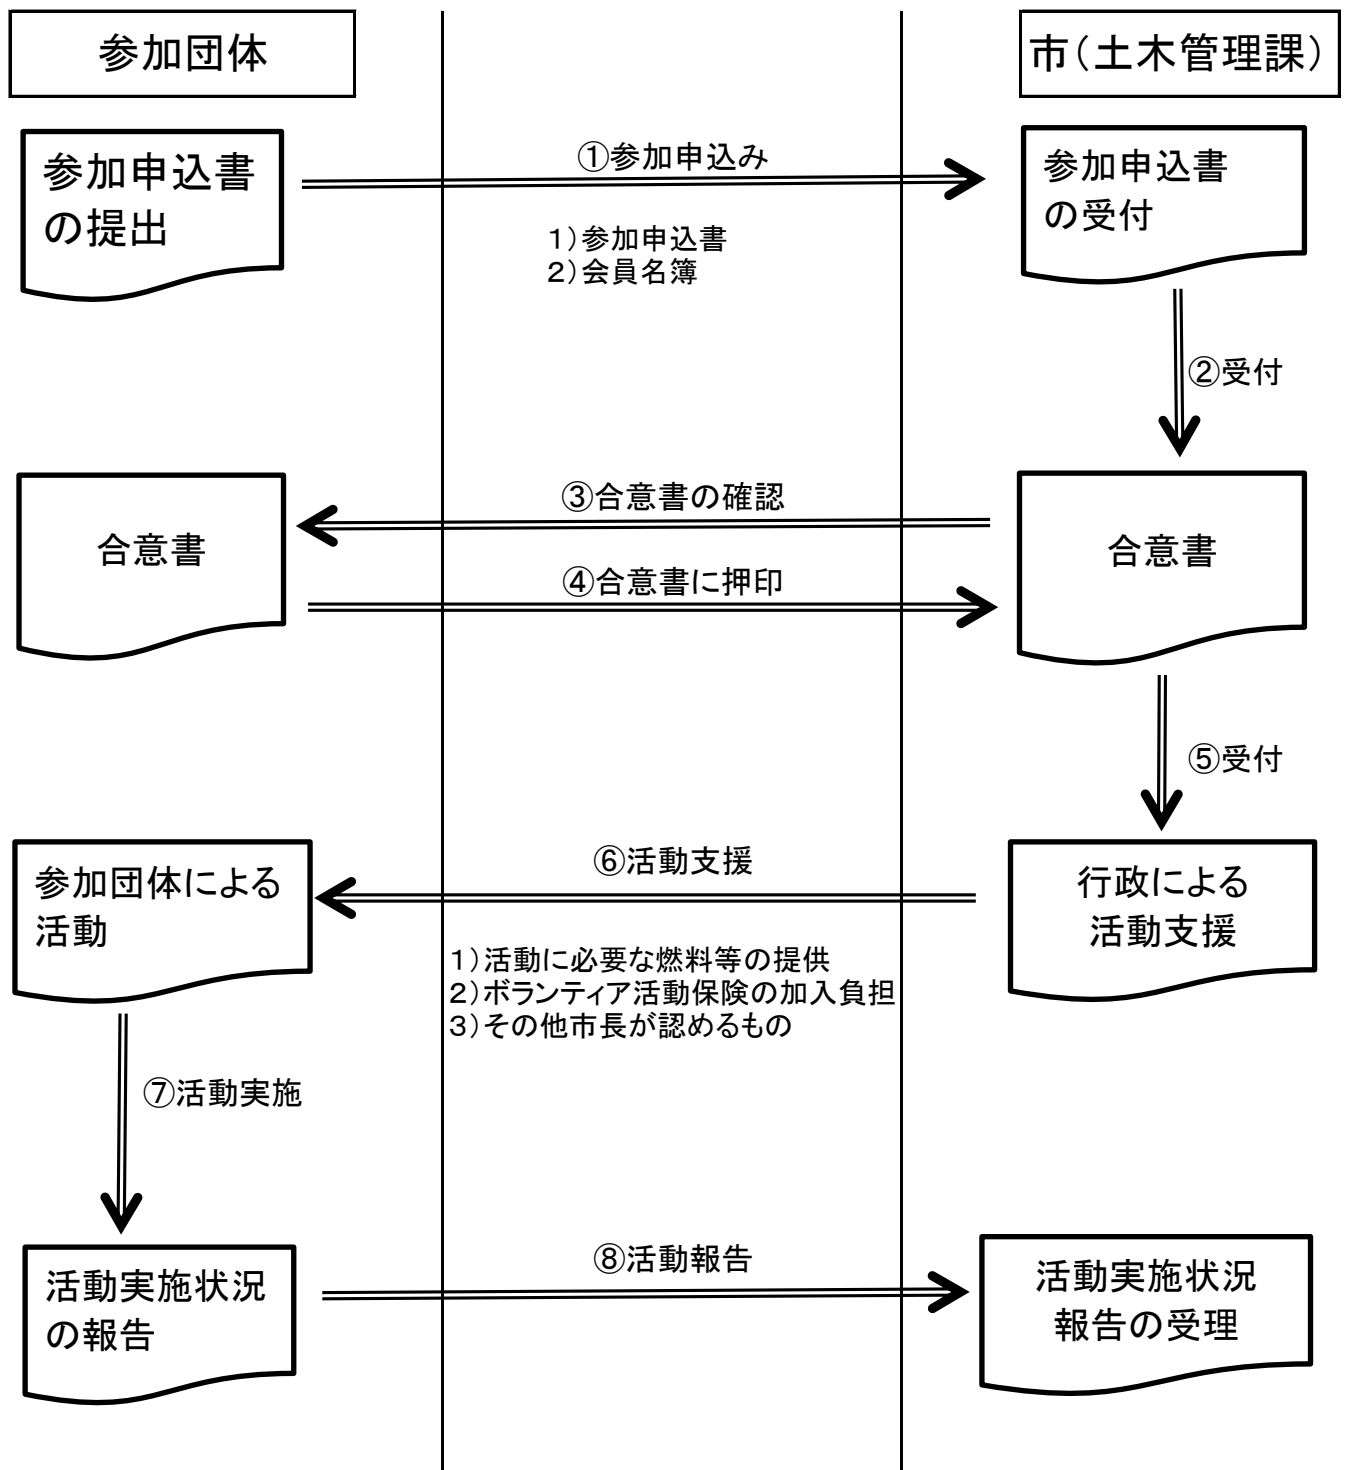 参加団体
市（土木管理課）
参加申込書
の提出
①参加申込み
1）参加申込書
2）会員名簿
参加申込書
の受付
②受付
合意書
③合意書の確認
④合意書に押印
合意書
⑤受付
参加団体による
活動
⑥活動支援
1）活動に必要な燃料等の提供
2）ボランティア活動保険の加入負担
3）その他市長が認めるもの
行政による
活動支援
⑦活動実施
活動実施状況
の報告
⑧活動報告
活動実施状況
報告の受理